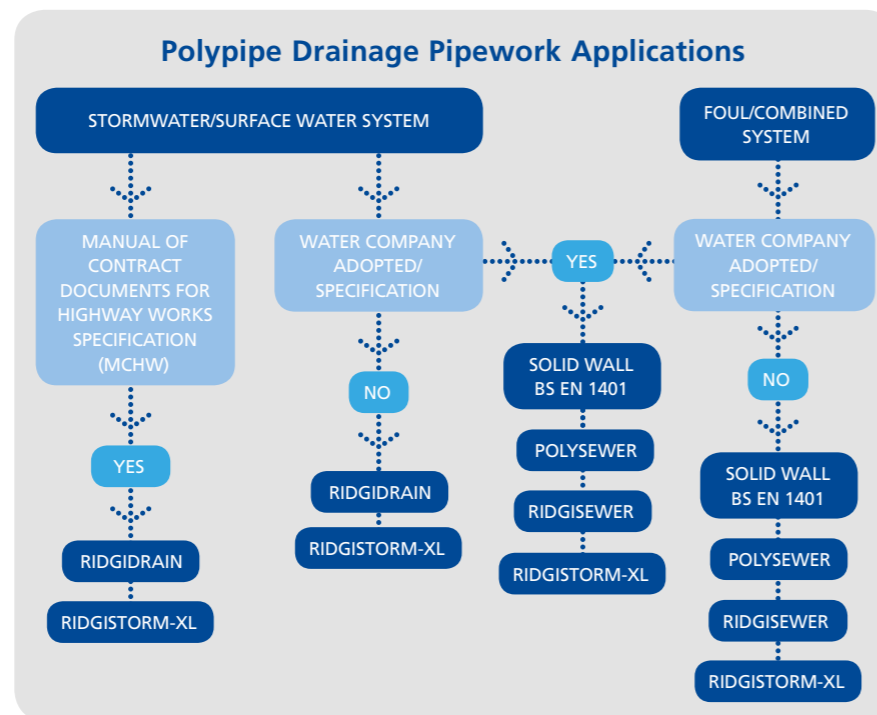 Polypipe Drainage Pipework Applications
STORMWATER/SURFACE WATER SYSTEM
FOUL/COMBINED
SYSTEM
MANUAL OF
CONTRACT
DOCUMENTS FOR
HIGHWAY WORKS
SPECIFICATION
(MCHW)
YES
RIDGIDRAIN
RIDGISTORM-XL
WATER COMPANY
ADOPTED/
SPECIFICATION
NO
RIDGIDRAIN
RIDGISTORM-XL
YES
SOLID WALL
BS EN 1401
POLYSEWER
RIDGISEWER
RIDGISTORM-XL
WATER COMPANY
ADOPTED/
SPECIFICATION
NO
SOLID WALL
BS EN 1401
POLYSEWER
RIDGISEWER
RIDGISTORM-XL